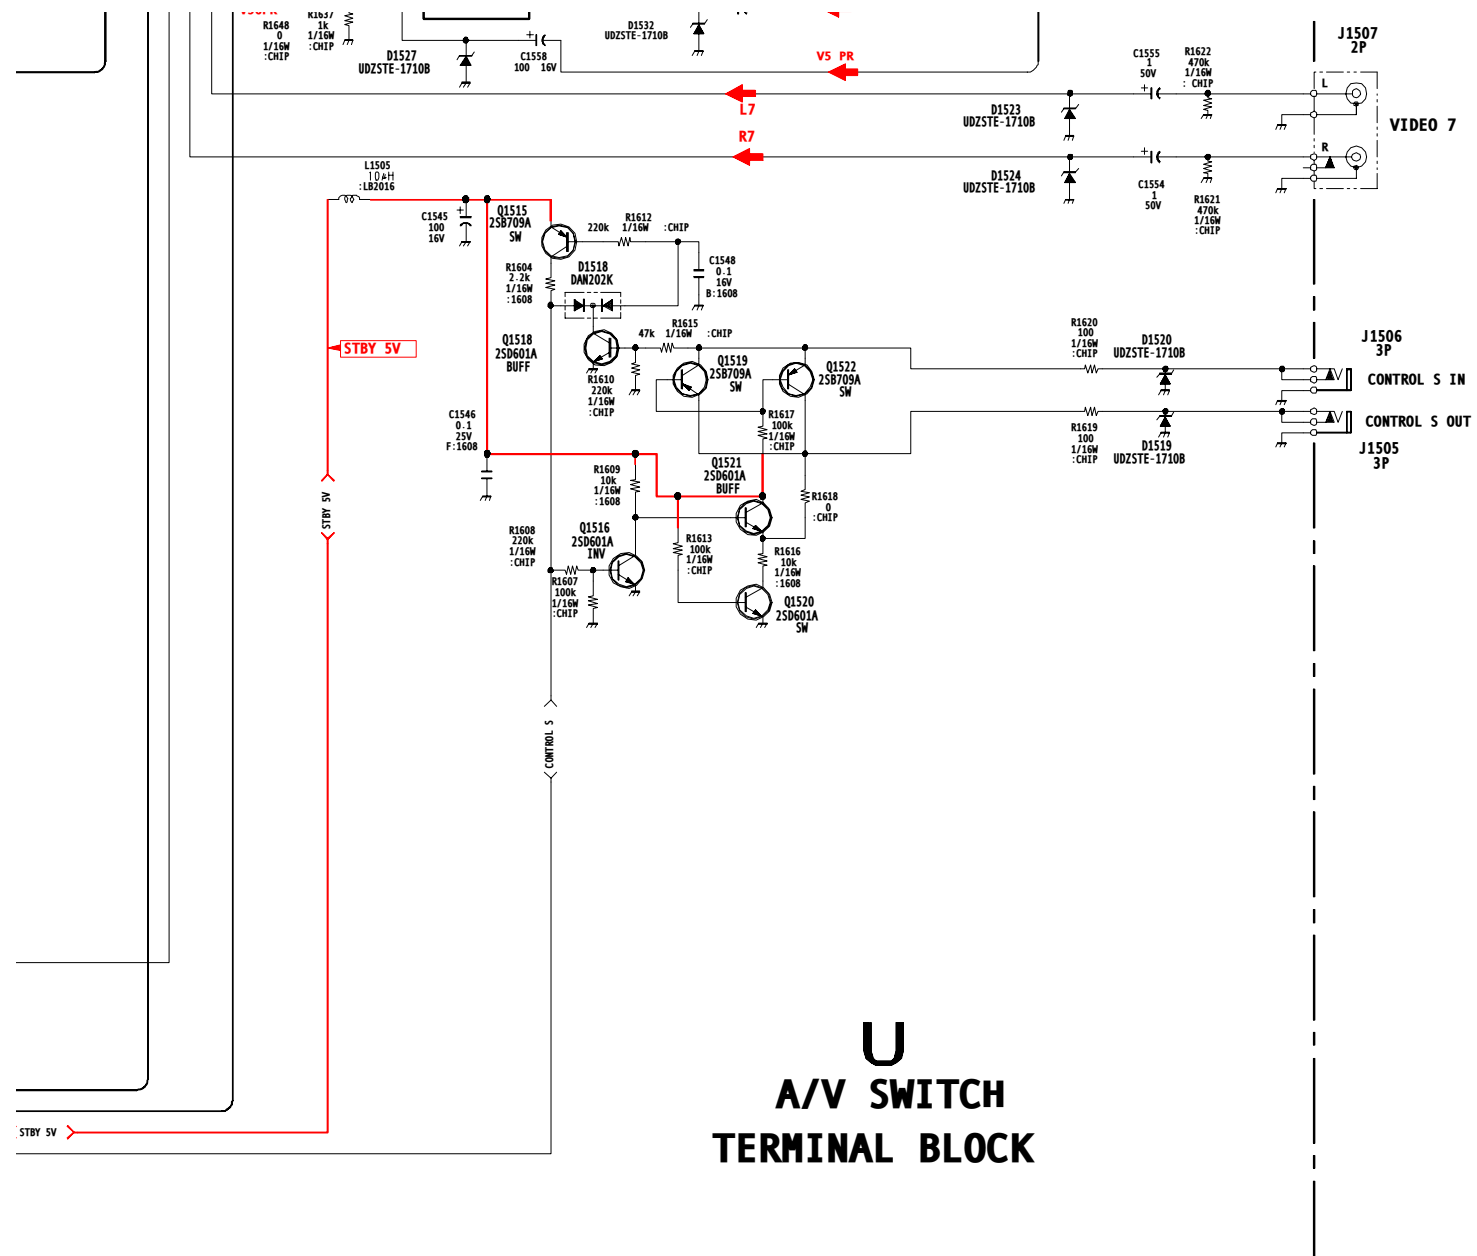 R1648
0
1/16W
:CHIP
R1637
1k
1/16W
:CHIP
D1527
UDZSTE-1710B
+
C1558
100 16V
D1532
UDZSTE-1710B
V5 PR
L7
R7
D1523
UDZSTE-1710B
D1524
UDZSTE-1710B
C1555
1
50V
+
R1622
470k
1/16W
: CHIP
+
C1554
1
50V
R1621
470k
1/16W
:CHIP
J1507
2P
L
R
VIDEO 7
L1505
10μH
:LB2016
C1545
100
16V
+
Q1515
2SB709A
SW
220k
R1612
1/16W :CHIP
R1604
2.2k
1/16W
:1608
D1518
DAN202K
C1548
0.1
16V
B:1608
STBY 5V
Q1518
2SD601A
BUFF
47k
R1615
1/16W :CHIP
R1610
220k
1/16W
:CHIP
Q1519
2SB709A
SW
Q1522
2SB709A
SW
R1620
100
1/16W
:CHIP
D1520
UDZSTE-1710B
J1506
3P
CONTROL S IN
C1546
0.1
25V
F:1608
R1617
100k
1/16W
:CHIP
R1619
100
1/16W
:CHIP
D1519
UDZSTE-1710B
CONTROL S OUT
J1505
3P
R1609
10k
1/16W
:1608
Q1521
2SD601A
BUFF
R1618
0
:CHIP
STBY 5V
R1608
220k
1/16W
:CHIP
Q1516
2SD601A
INV
R1613
100k
1/16W
:CHIP
R1616
10k
1/16W
:1608
R1607
100k
1/16W
:CHIP
Q1520
2SD601A
SW
CONTROL S
U
A/V SWITCH
TERMINAL BLOCK
STBY 5V